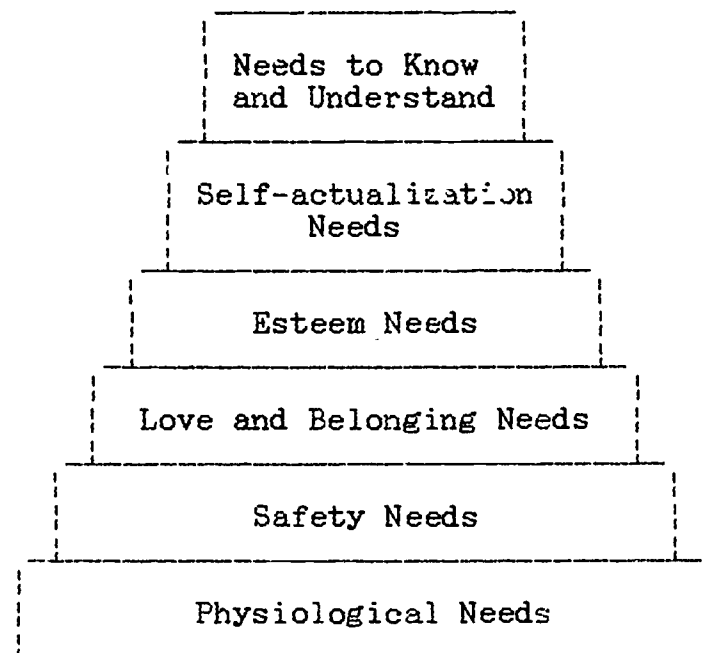 Needs to Know
and Understand
Self-actualization
Needs
Esteem Needs
Love and Belonging Needs
Safety Needs
Physiological Needs